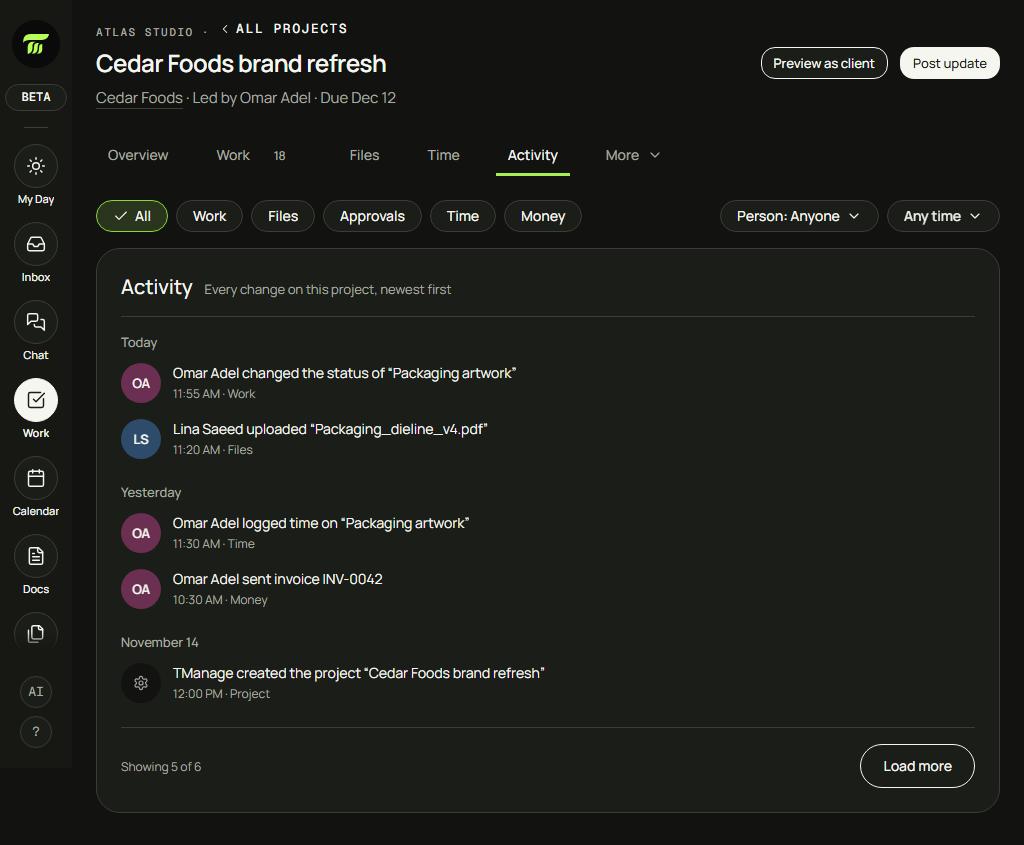 ATLAS STUDIO · ALL PROJECTS
Cedar Foods brand refresh
Cedar Foods · Led by Omar Adel · Due Dec 12
Preview as client
Post update
BETA
My Day
Inbox
Chat
Work
Calendar
Docs
AI
?
Overview
Work 18
Files
Time
Activity
More
All
Work
Files
Approvals
Time
Money
Person: Anyone
Any time
Activity
Every change on this project, newest first
Today
OA
Omar Adel changed the status of “Packaging artwork”
11:55 AM · Work
LS
Lina Saeed uploaded “Packaging_dieline_v4.pdf”
11:20 AM · Files
Yesterday
OA
Omar Adel logged time on “Packaging artwork”
11:30 AM · Time
OA
Omar Adel sent invoice INV-0042
10:30 AM · Money
November 14
TManage created the project “Cedar Foods brand refresh”
12:00 PM · Project
Showing 5 of 6
Load more